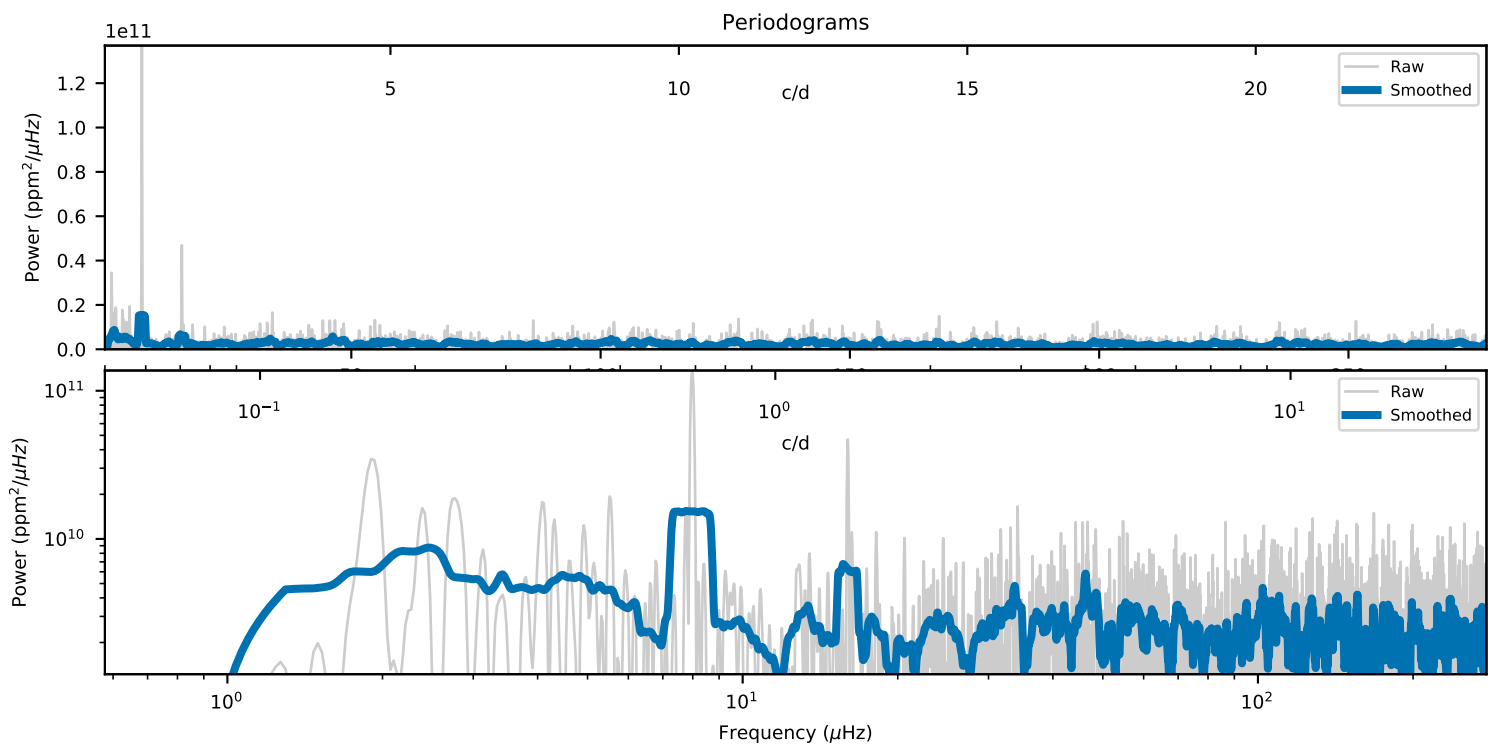 Periodograms
1e11
Power (ppm²/μHz)
1.2
1.0
0.8
0.6
0.4
0.2
0.0
5 10 15 20
c/d
Raw
Smoothed
Power (ppm²/μHz)
10¹¹
10¹⁰
10⁻¹ 10⁰ 10¹
c/d
Raw
Smoothed
10⁰ 10¹ 10²
Frequency (μHz)